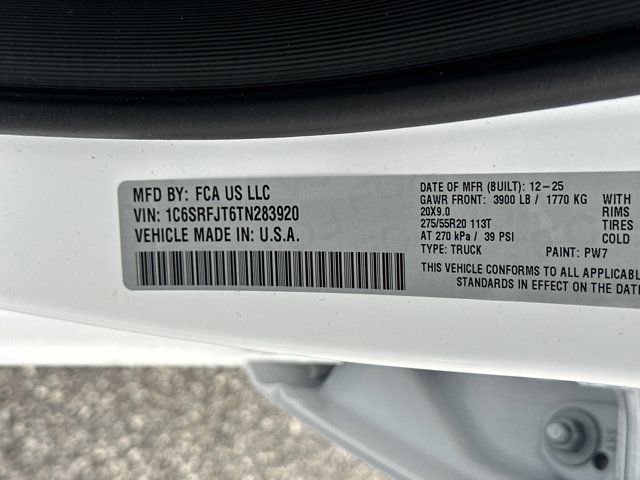 MFD BY: FCA US LLC
VIN: 1C6SRFJT6TN283920
VEHICLE MADE IN: U.S.A.
DATE OF MFR (BUILT): 12-25
GAWR FRONT: 3900 LB / 1770 KG WITH
20X9.0 RIMS
275/55R20 113T TIRES
AT 270 kPa / 39 PSI COLD
TYPE: TRUCK PAINT: PW7
THIS VEHICLE CONFORMS TO ALL APPLICABL
STANDARDS IN EFFECT ON THE DAT